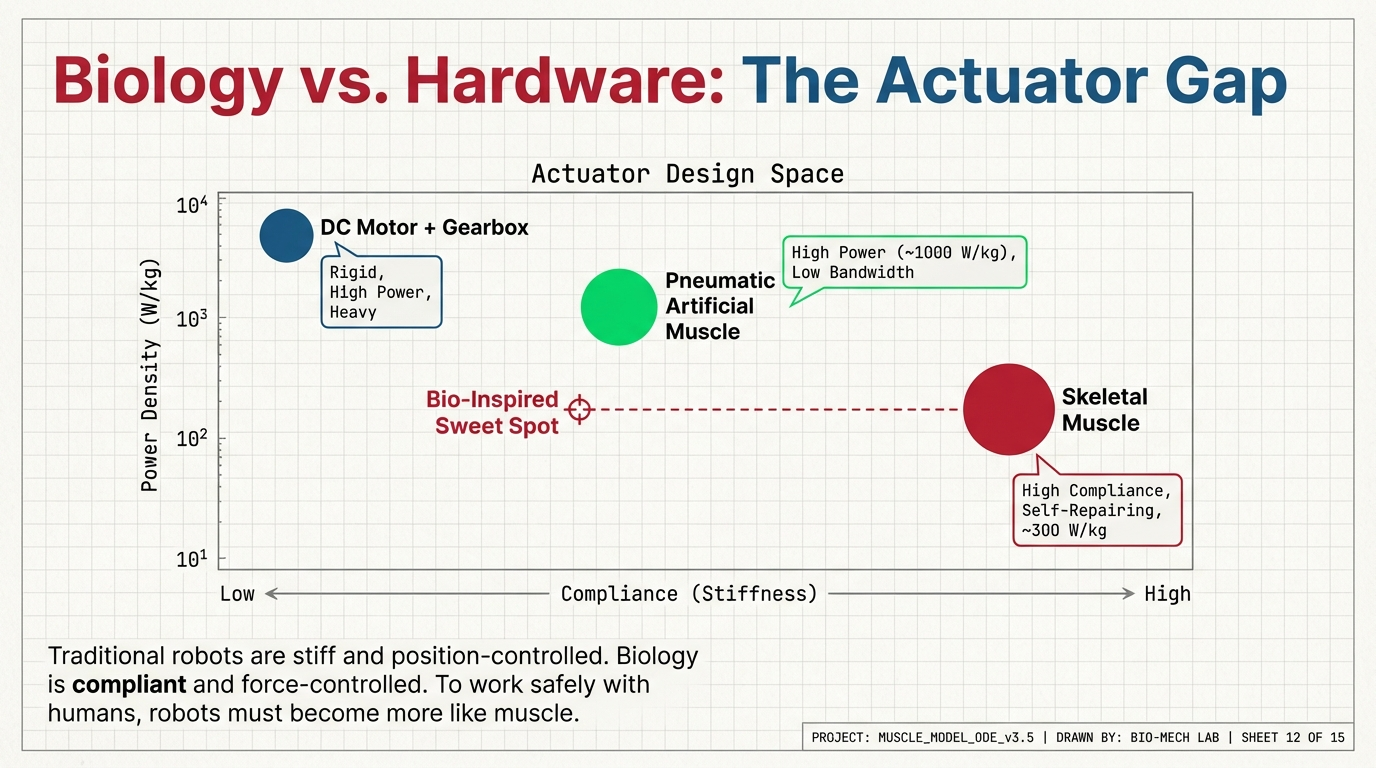 Biology vs. Hardware: The Actuator Gap
Actuator Design Space
Power Density (W/kg)
10⁴
10³
10²
10¹
DC Motor + Gearbox
Rigid,
High Power,
Heavy
Pneumatic
Artificial
Muscle
High Power (~1000 W/kg),
Low Bandwidth
Bio-Inspired
Sweet Spot
Skeletal
Muscle
High Compliance,
Self-Repairing,
~300 W/kg
Low
Compliance (Stiffness)
High
Traditional robots are stiff and position-controlled. Biology
is compliant and force-controlled. To work safely with
humans, robots must become more like muscle.
PROJECT: MUSCLE_MODEL_ODE_v3.5 | DRAWN BY: BIO-MECH LAB | SHEET 12 OF 15